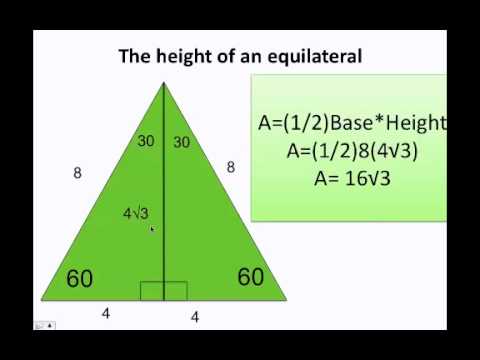 The height of an equilateral
30 30
8 8
4√3
60 60
4 4
A=(1/2)Base*Height
A=(1/2)8(4√3)
A= 16√3